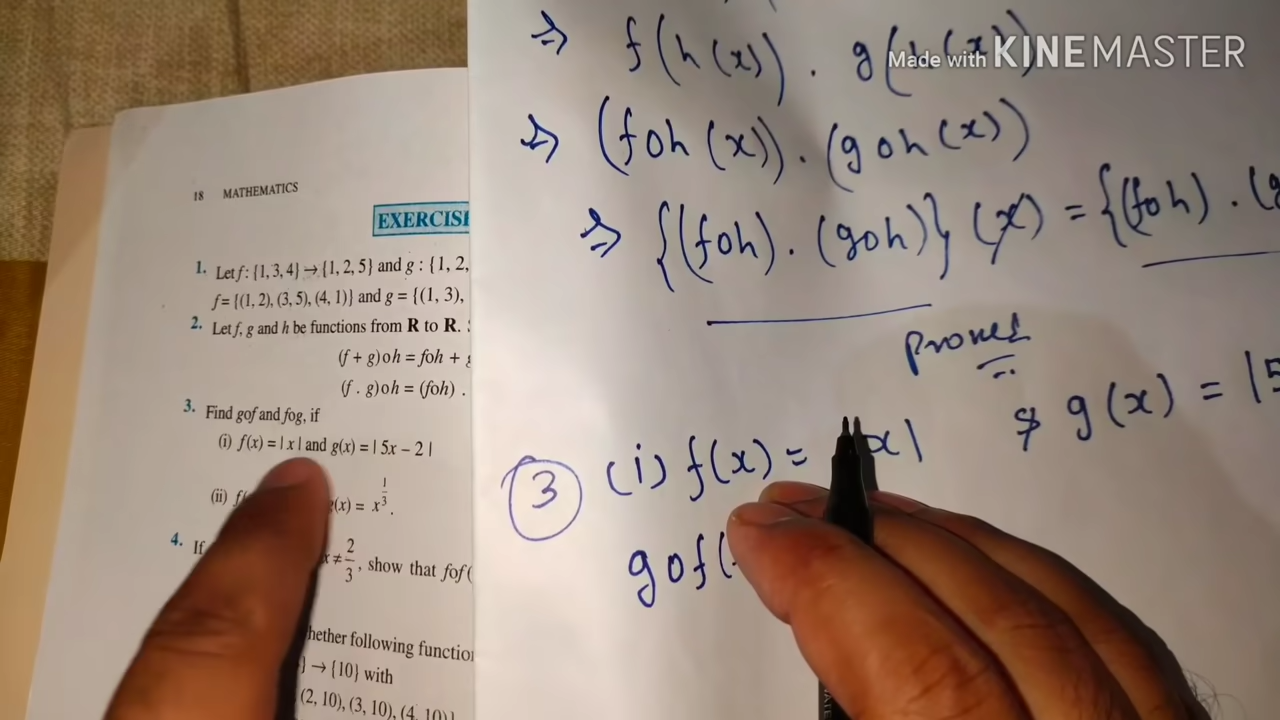 18 MATHEMATICS
EXERCISE
1. Let f : {1, 3, 4} → {1, 2, 5} and g : {1, 2,
f = {(1, 2), (3, 5), (4, 1)} and g = {(1, 3),
2. Let f, g and h be functions from R to R.
(f + g)oh = foh +
(f . g)oh = (foh) .
3. Find gof and fog, if
(i) f(x) = | x | and g(x) = | 5x – 2 |
(ii) (x) = x^{1/3}.
4. If x ≠ 2/3, show that fof(
hether following function
} → {10} with
(2, 10), (3, 10), (4, 10)
⇒ f(h(x)) . g(h(x))
Made with KINEMASTER
⇒ (foh(x)) . (goh(x))
⇒ {(foh) . (goh)} (x) = {(foh) . (g
proved
③ (i) f(x) = |x| & g(x) = |5
gof(